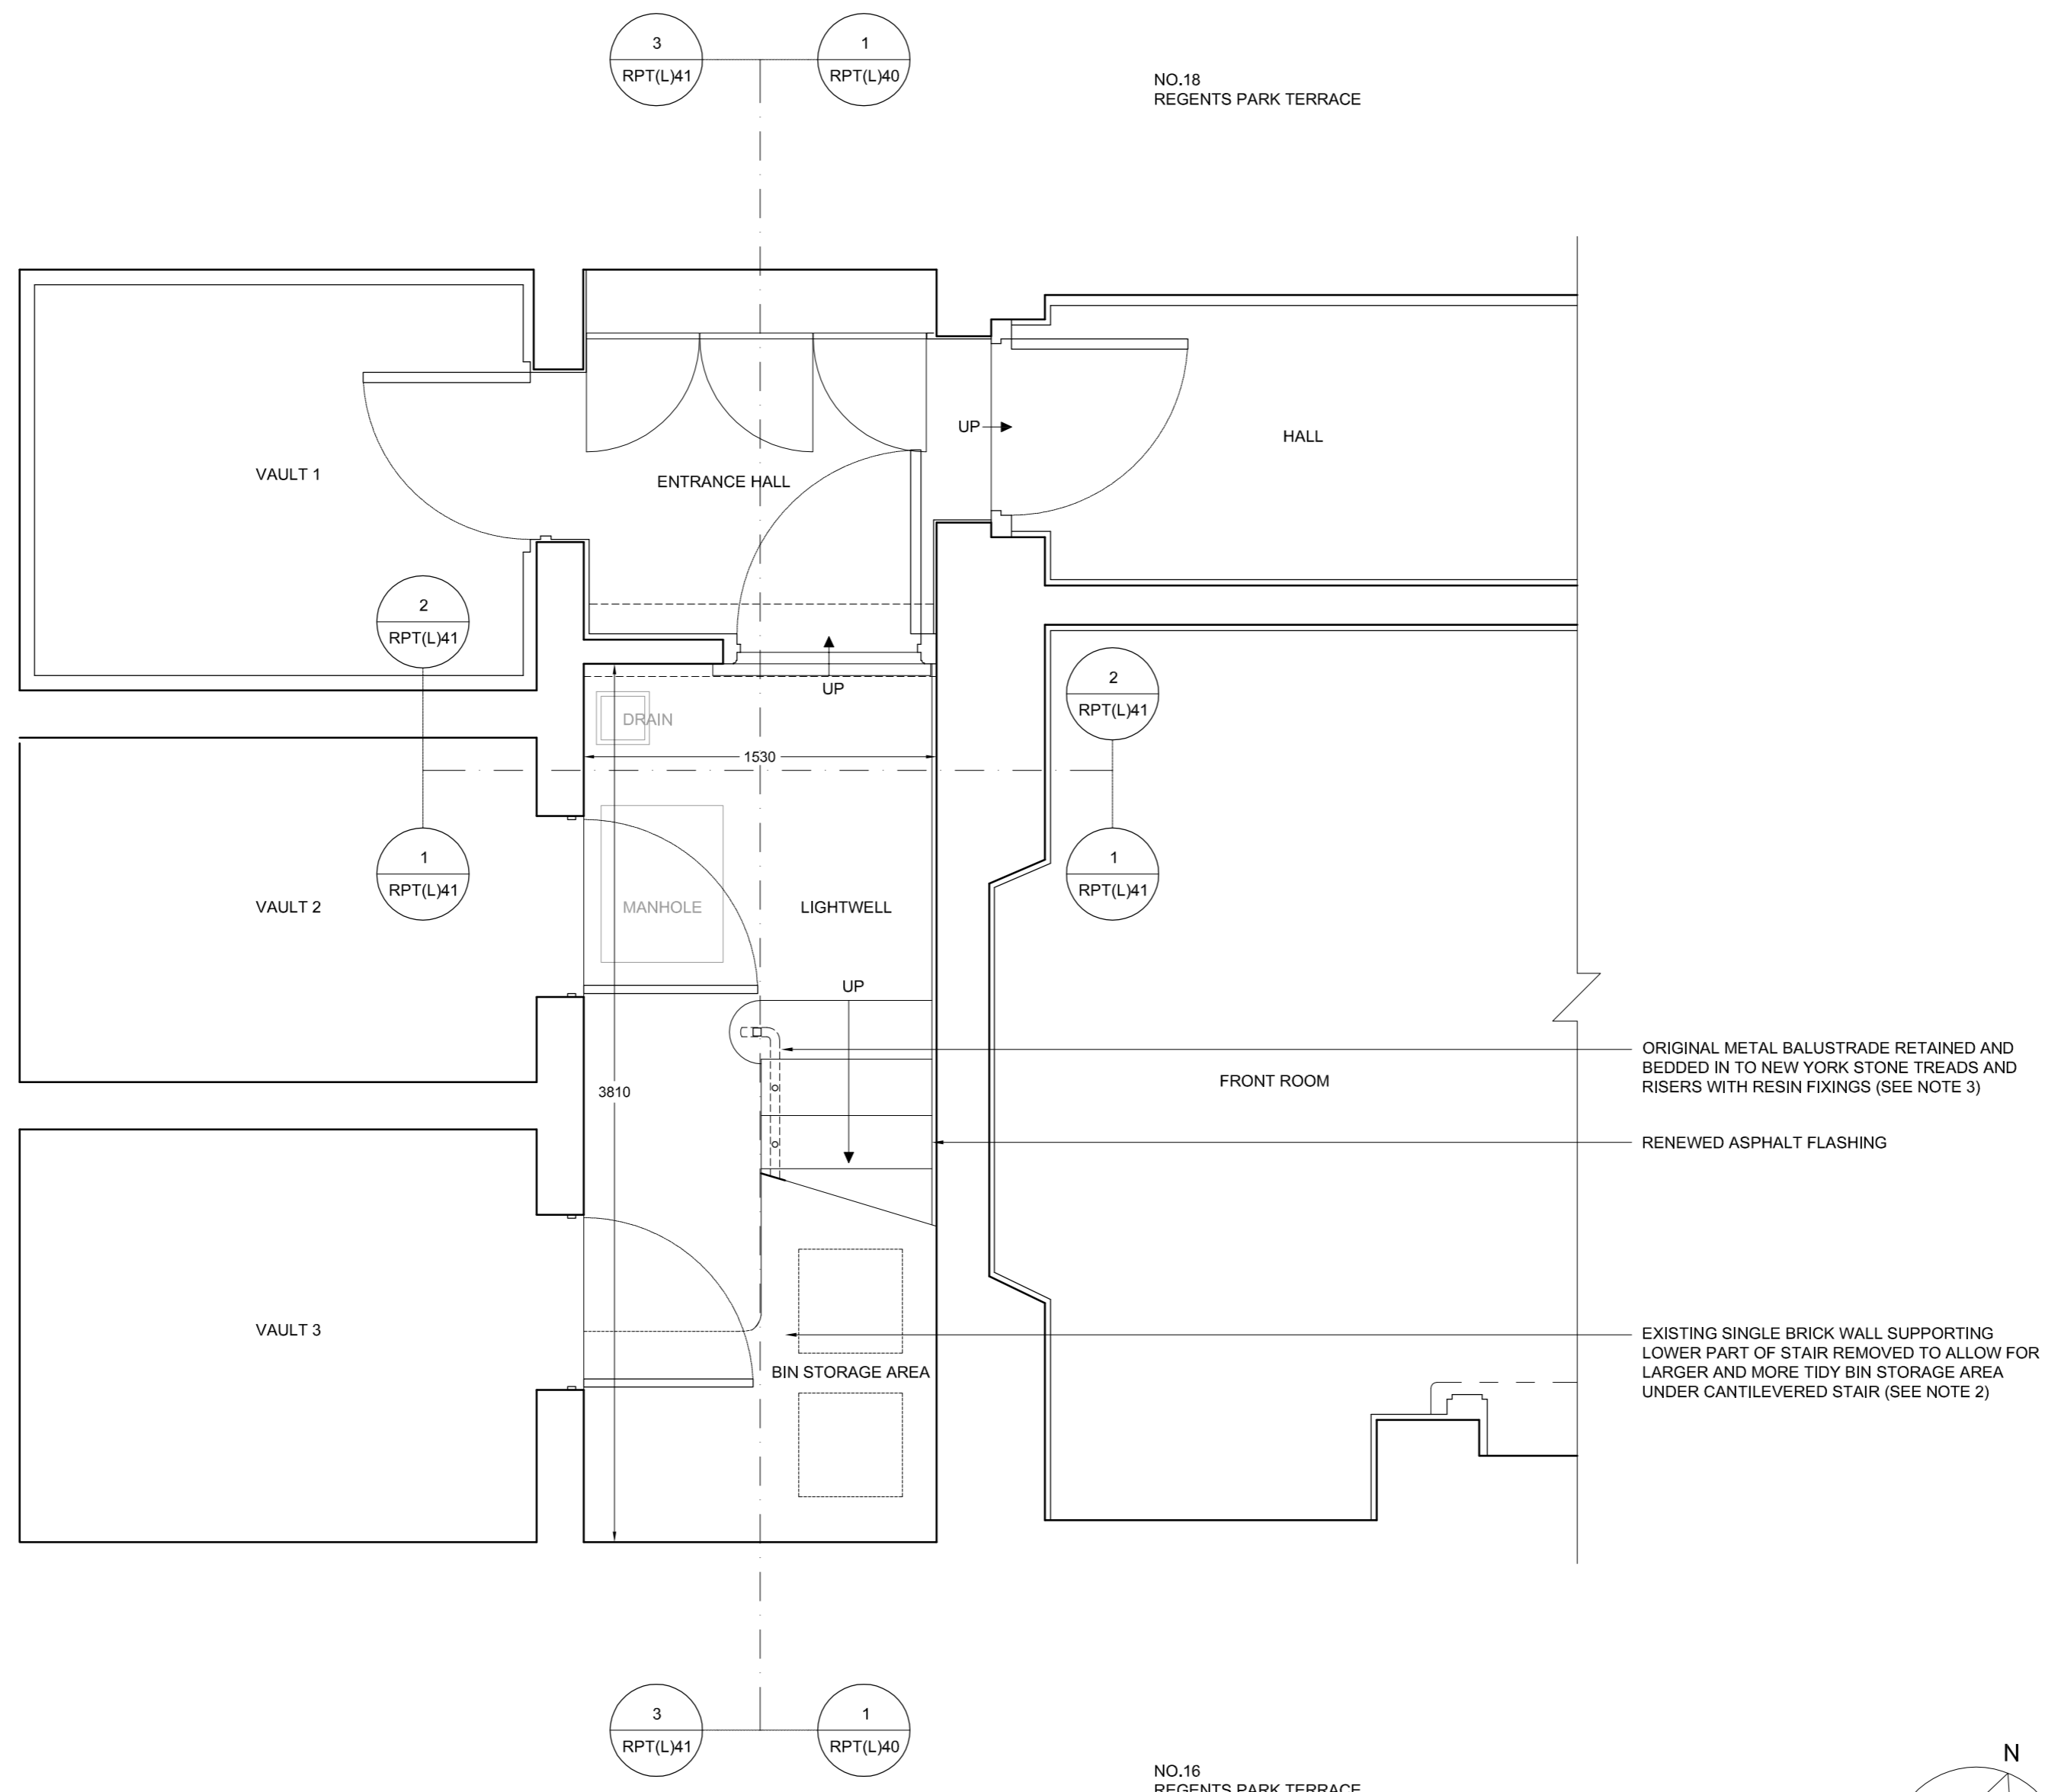 3
RPT(L)41
1
RPT(L)40
NO.18
REGENTS PARK TERRACE
UP
HALL
VAULT 1
ENTRANCE HALL
2
RPT(L)41
UP
2
RPT(L)41
DRAIN
1530
1
RPT(L)41
1
RPT(L)41
VAULT 2
MANHOLE
LIGHTWELL
UP
ORIGINAL METAL BALUSTRADE RETAINED AND
BEDDED IN TO NEW YORK STONE TREADS AND
RISERS WITH RESIN FIXINGS (SEE NOTE 3)
FRONT ROOM
3810
RENEWED ASPHALT FLASHING
VAULT 3
EXISTING SINGLE BRICK WALL SUPPORTING
LOWER PART OF STAIR REMOVED TO ALLOW FOR
LARGER AND MORE TIDY BIN STORAGE AREA
UNDER CANTILEVERED STAIR (SEE NOTE 2)
BIN STORAGE AREA
3
RPT(L)41
1
RPT(L)40
N
NO.16
REGENTS PARK TERRACE